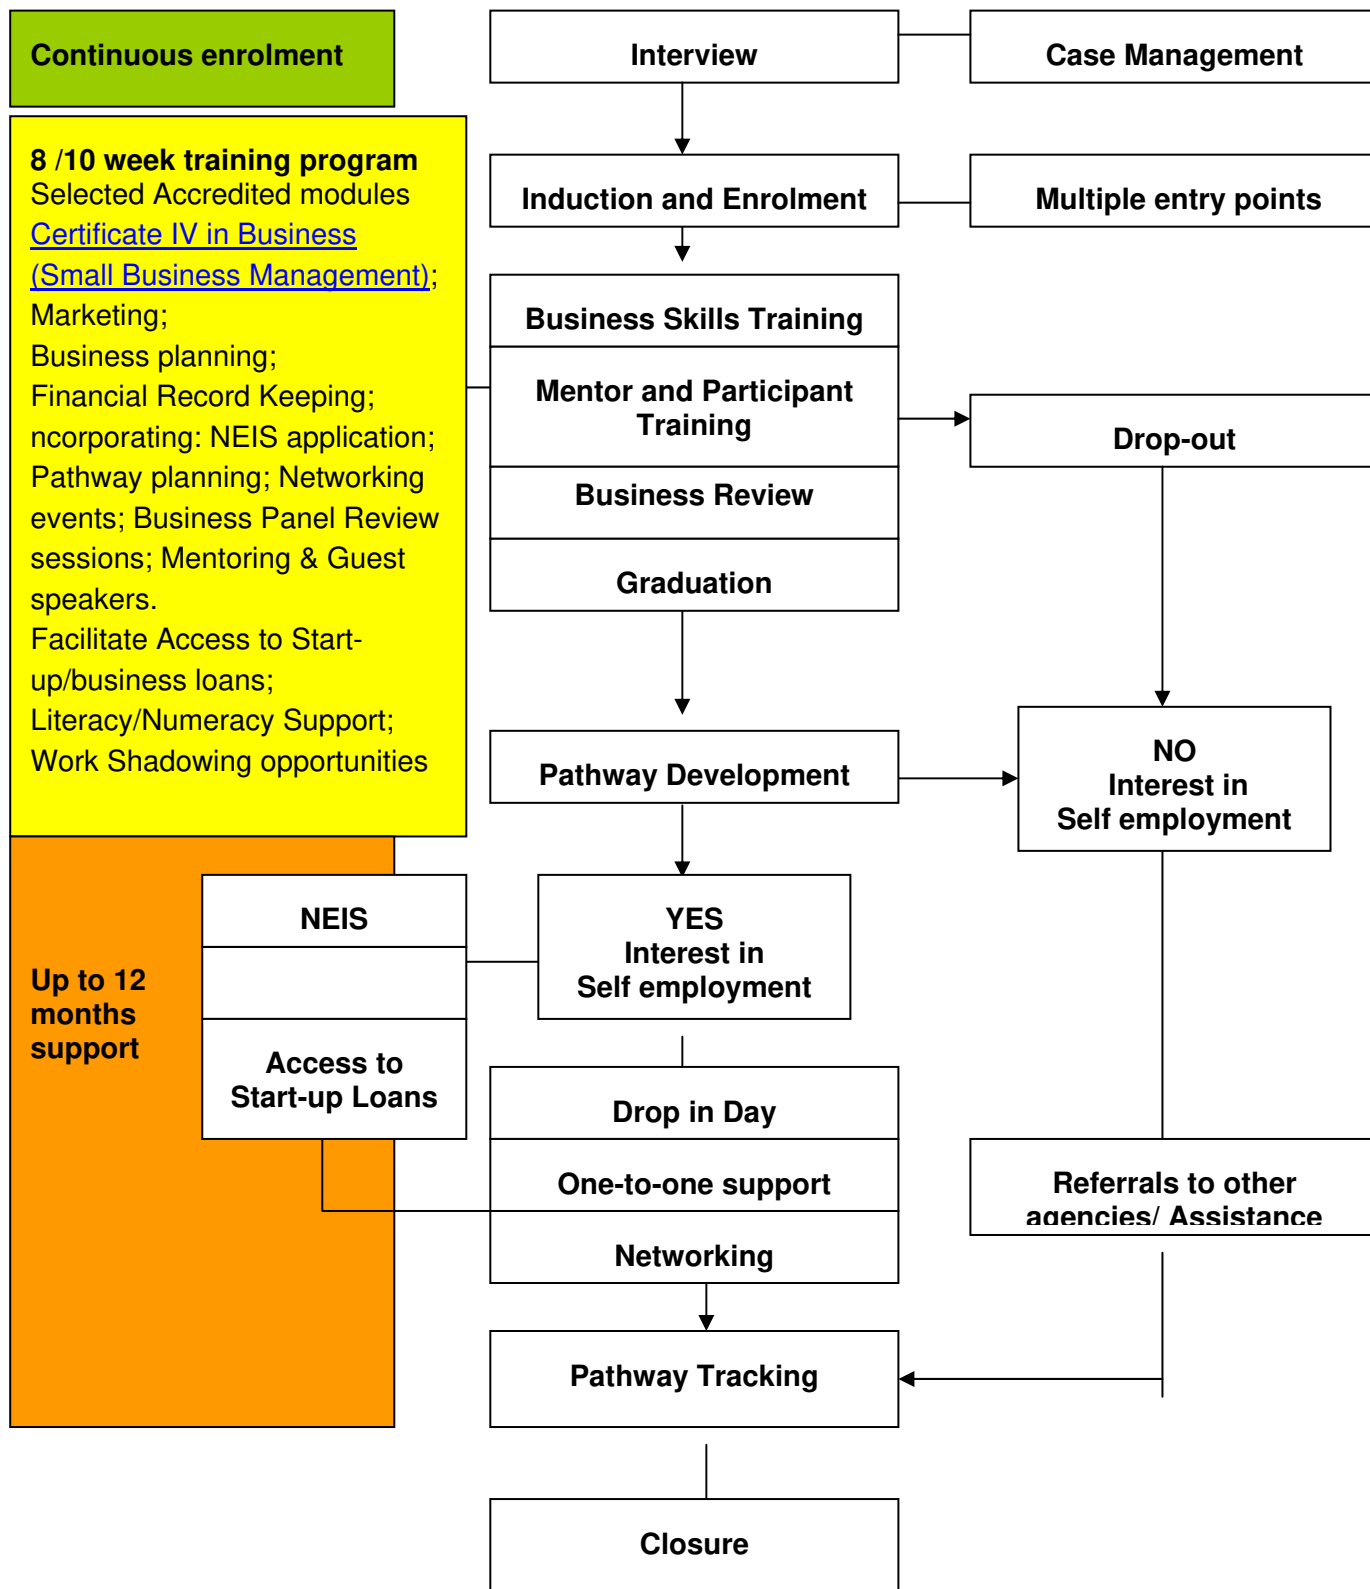 Continuous enrolment
Interview
Case Management
8 /10 week training program
Selected Accredited modules
Certificate IV in Business
(Small Business Management);
Marketing;
Business planning;
Financial Record Keeping;
ncorporating: NEIS application;
Pathway planning; Networking
events; Business Panel Review
sessions; Mentoring & Guest
speakers.
Facilitate Access to Start-
up/business loans;
Literacy/Numeracy Support;
Work Shadowing opportunities
Induction and Enrolment
Multiple entry points
Business Skills Training
Mentor and Participant
Training
Business Review
Graduation
Drop-out
Pathway Development
NO
Interest in
Self employment
Up to 12
months
support
NEIS
Access to
Start-up Loans
YES
Interest in
Self employment
Drop in Day
One-to-one support
Networking
Referrals to other
agencies/ Assistance
Pathway Tracking
Closure